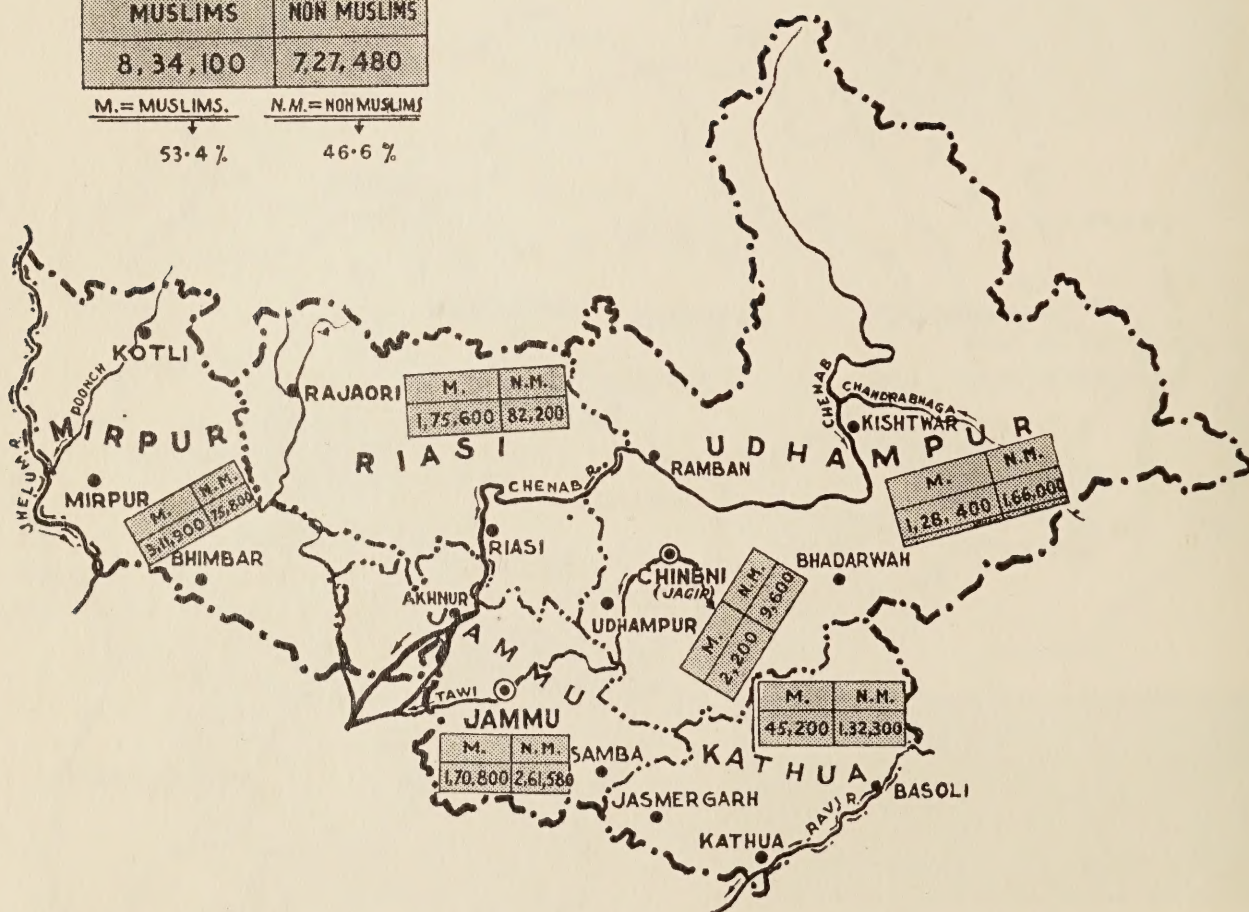 MUSLIMS NON MUSLIMS
8,34,100 7,27,480
M.=MUSLIMS. N.M.=NON MUSLIMS
53·4 % 46·6 %
KOTLI
POONCH
MIRPUR
JHELUM R.
MIRPUR
M. N.M.
3,11,900 75,800
BHIMBAR
RAJAORI
M. N.M.
1,75,600 82,200
RIASI
CHENAB R.
RIASI
AKHNUR
RAMBAN
UDHAMPUR
CHENAB
CHANDRABHAGA
KISHTWAR
M. N.M.
1,28,400 1,66,000
CHINENI
(JAGIR)
UDHAMPUR
M. N.M.
2,200 9,600
BHADARWAH
JAMMU
TAWI
JAMMU
M. N.M.
1,70,800 2,61,580
SAMBA
M. N.M.
45,200 1,32,300
KATHUA
JASMERGARH
BASOLI
RAVI R.
KATHUA